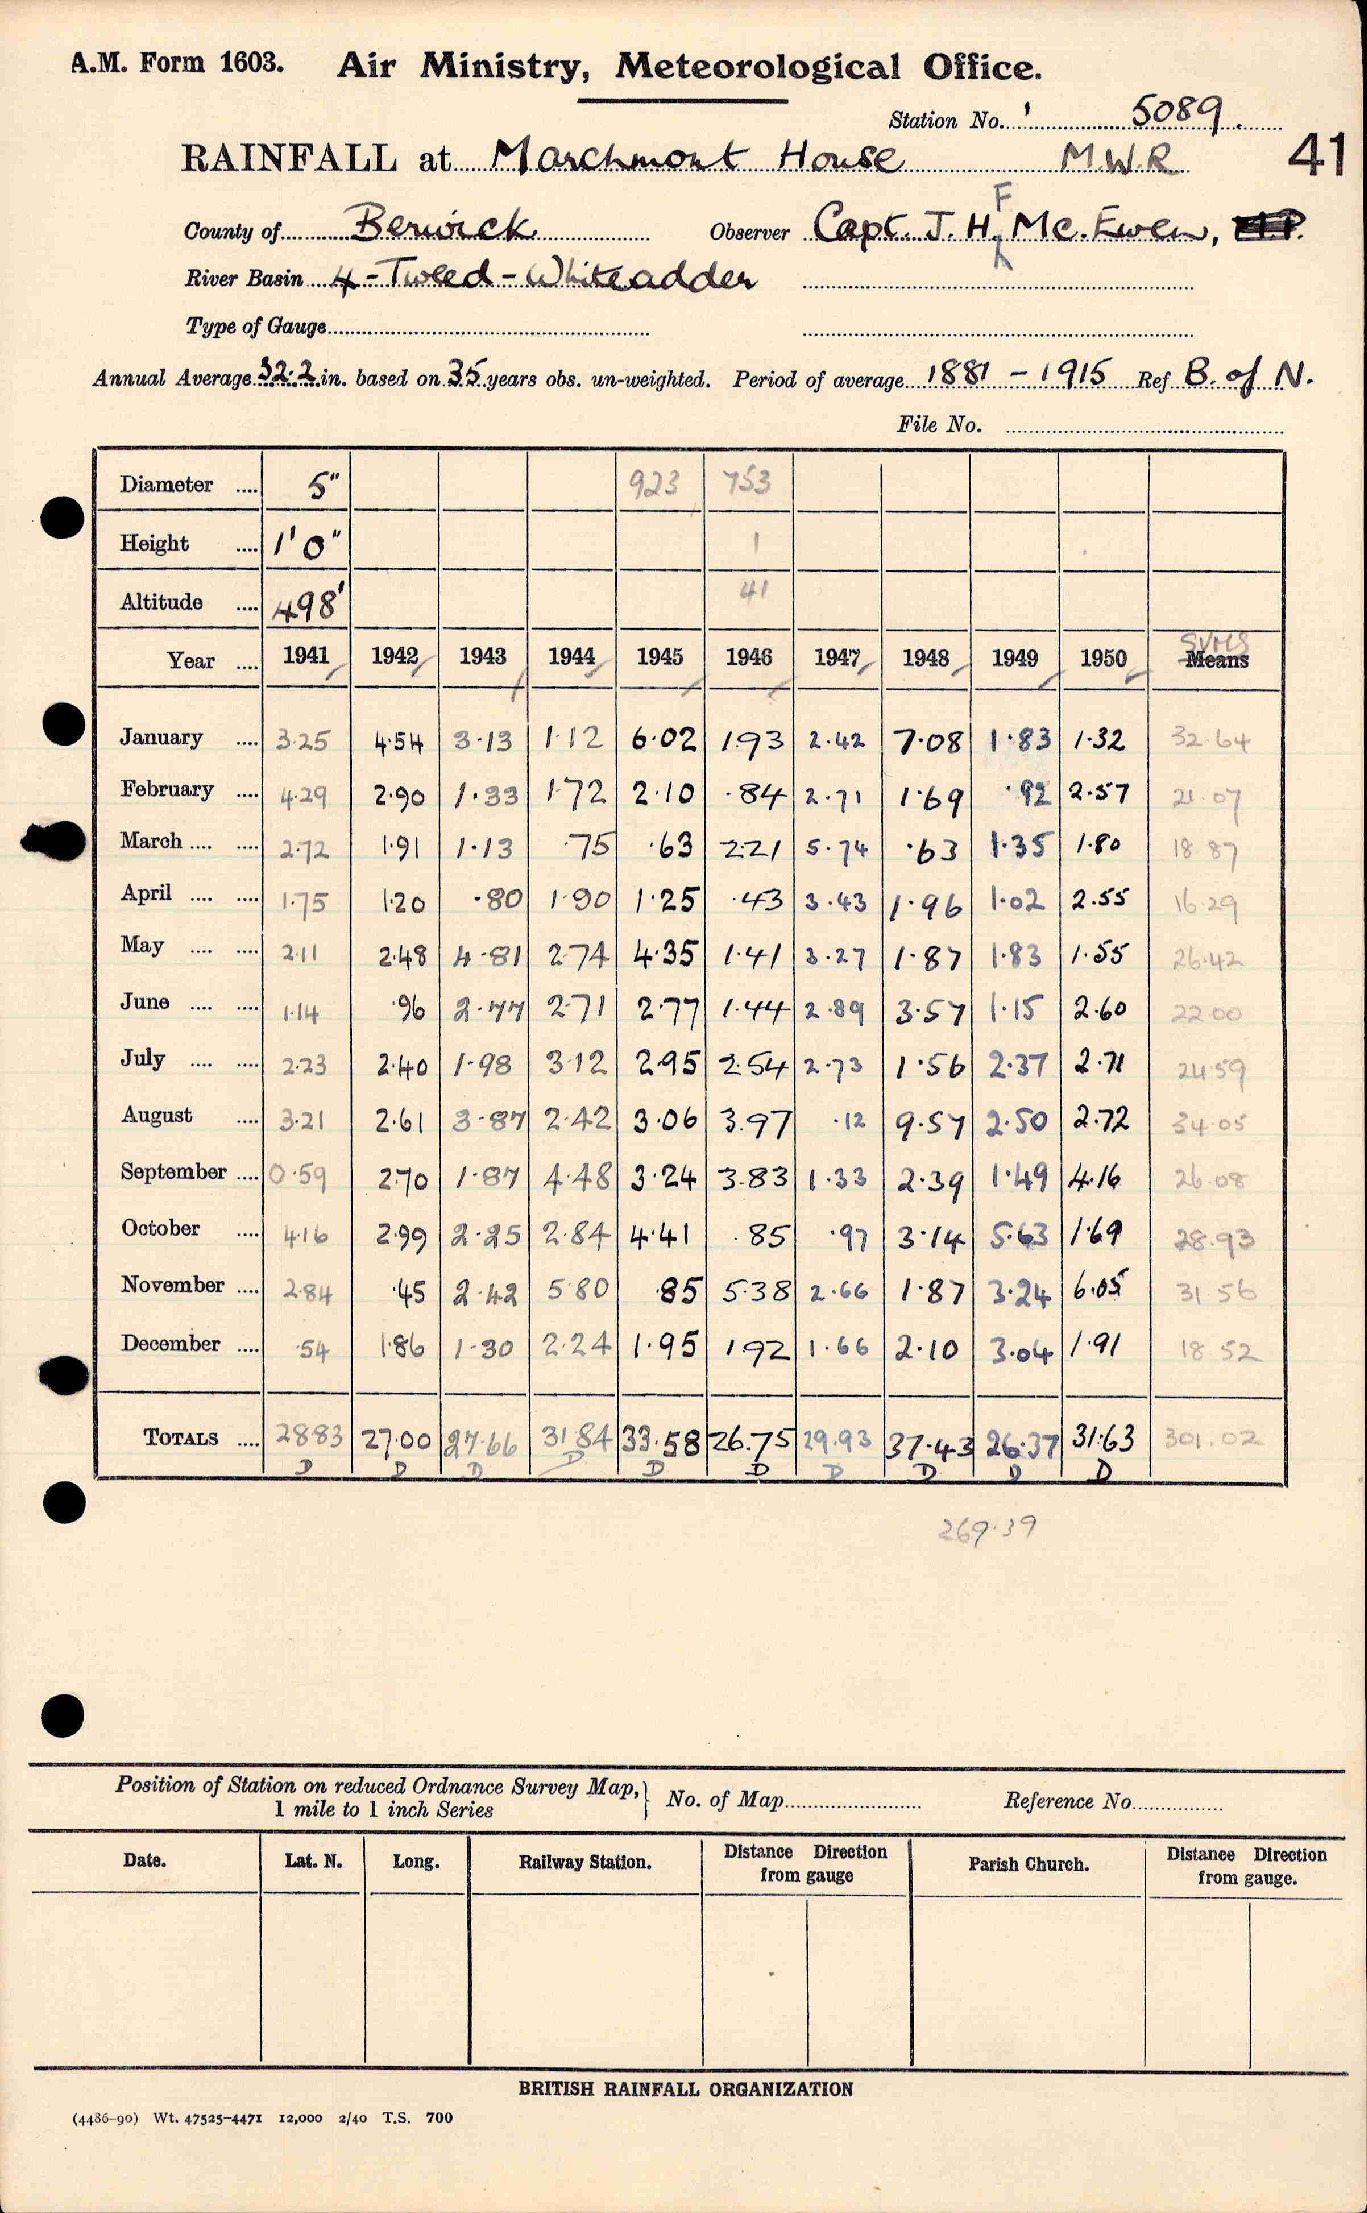 A.M. Form 1603. Air Ministry, Meteorological Office.
Station No. 5089.
RAINFALL at Marchmont House M.W.R 41
County of Berwick Observer Capt. J. H. F Mc. Ewen,
River Basin 4 - Tweed - Whiteadder
Type of Gauge
Annual Average 32.2 in. based on 35 years obs. un-weighted. Period of average 1881 - 1915 Ref B. of N.
File No.
Diameter .... 5" 923 753
Height .... 1' 0" 1
Altitude .... 498' 41
SUMS
Year .... 1941 1942 1943 1944 1945 1946 1947 1948 1949 1950 Means
January .... 3.25 4.54 3.13 1.12 6.02 1.93 2.42 7.08 1.83 1.32 32.64
February .... 4.29 2.90 1.33 1.72 2.10 .84 2.71 1.69 .92 2.57 21.07
March .... .... 2.72 1.91 1.13 .75 .63 2.21 5.74 .63 1.35 1.80 18.87
April .... .... 1.75 1.20 .80 1.90 1.25 .43 3.43 1.96 1.02 2.55 16.29
May .... .... 2.11 2.48 4.81 2.74 4.35 1.41 3.27 1.87 1.83 1.55 26.42
June .... .... 1.14 .96 2.77 2.71 2.77 1.44 2.89 3.57 1.15 2.60 22.00
July .... .... 2.23 2.40 1.98 3.12 2.95 2.54 2.73 1.56 2.37 2.71 24.59
August .... 3.21 2.61 3.87 2.42 3.06 3.97 .12 9.57 2.50 2.72 34.05
September .... 0.59 2.70 1.87 4.48 3.24 3.83 1.33 2.39 1.49 4.16 26.08
October .... 4.16 2.99 2.25 2.84 4.41 .85 .97 3.14 5.63 1.69 28.93
November .... 2.84 .45 2.42 5.80 .85 5.38 2.66 1.87 3.24 6.05 31.56
December .... .54 1.86 1.30 2.24 1.95 1.92 1.66 2.10 3.04 1.91 18.52
TOTALS .... 28.83 27.00 27.66 31.84 33.58 26.75 29.93 37.43 26.37 31.63 301.02
D D D D D D D D D D
269.39
Position of Station on reduced Ordnance Survey Map, 1 mile to 1 inch Series } No. of Map Reference No.
Date. Lat. N. Long. Railway Station. Distance Direction from gauge Parish Church. Distance Direction from gauge.
BRITISH RAINFALL ORGANIZATION
(4486-90) Wt. 47525-4471 12,000 2/40 T.S. 700